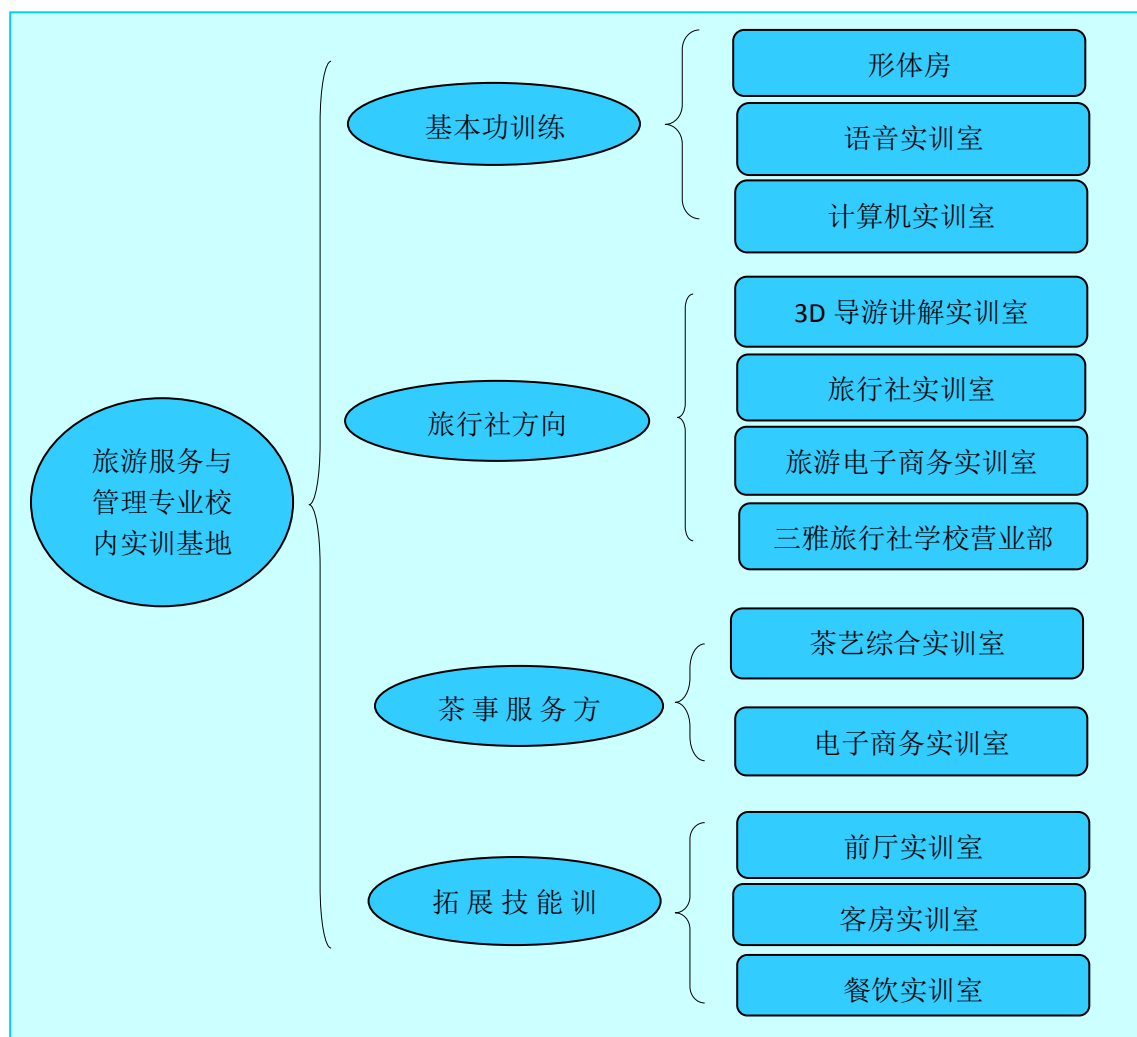 旅游服务与
管理专业校
内实训基地
基本功训练
形体房
语音实训室
计算机实训室
旅行社方向
3D 导游讲解实训室
旅行社实训室
旅游电子商务实训室
三雅旅行社学校营业部
茶 事 服 务 方
茶艺综合实训室
电子商务实训室
拓 展 技 能 训
前厅实训室
客房实训室
餐饮实训室